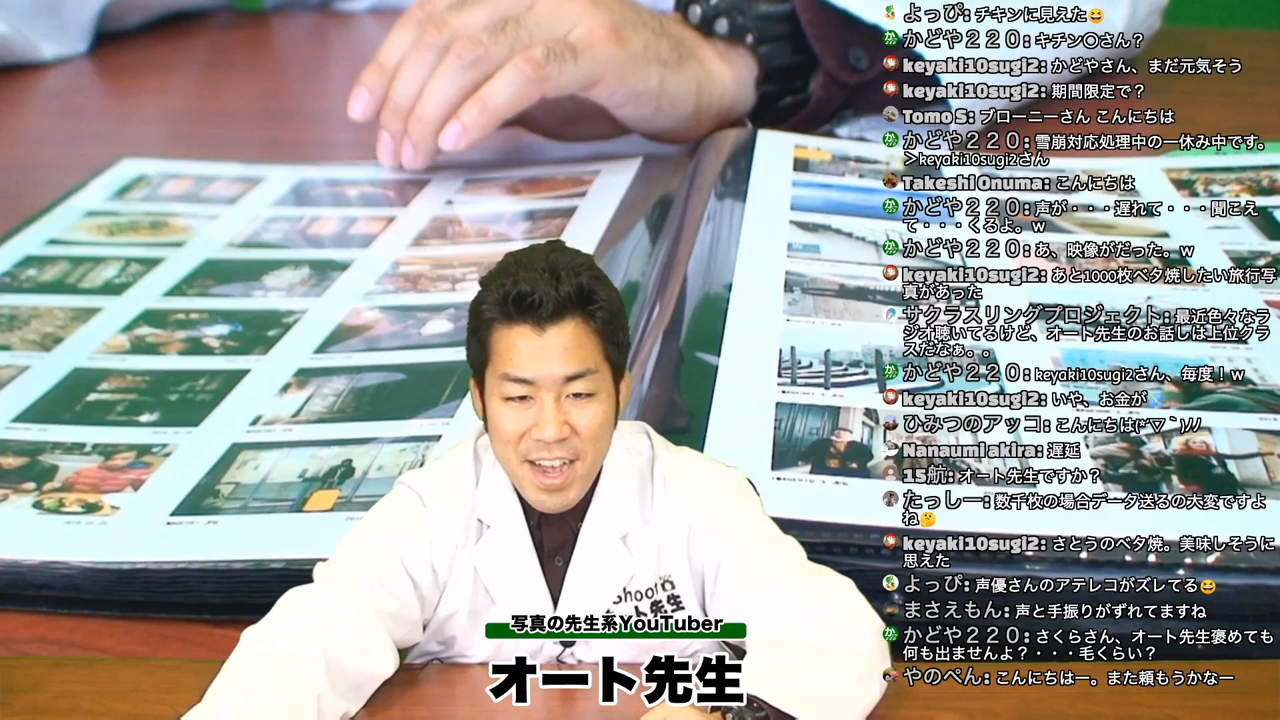 よっぴ: チキンに見えた😆
かどや２２０: キチン〇さん？
keyaki10sugi2: かどやさん、まだ元気そう
keyaki10sugi2: 期間限定で？
Tomo S: ブローニーさん こんにちは
かどや２２０: 雪崩対応処理中の一休み中です。
＞keyaki10sugi2さん
Takeshi Onuma: こんにちは
かどや２２０: 声が・・・遅れて・・・聞こえ
て・・・くるよ。w
かどや２２０: あ、映像がだった。w
keyaki10sugi2: あと1000枚ベタ焼したい旅行写
真があった
サクラスリングプロジェクト: 最近色々なラ
ジオ聴いてるけど、オート先生のお話しは上位クラ
スだなぁ。。
かどや２２０: keyaki10sugi2さん、毎度！w
keyaki10sugi2: いや、お金が💸
ひみつのアッコ: こんにちは(*´▽｀)ﾉﾉ
Nanaumi akira: 遅延
15航: オート先生ですか？
たっしー: 数千枚の場合データ送るの大変ですよ
ね🤔
keyaki10sugi2: さとうのベタ焼。美味しそうに
思えた
よっぴ: 声優さんのアテレコがズレてる😆
まさえもん: 声と手振りがずれてますね
かどや２２０: さくらさん、オート先生褒めても
何も出ませんよ？・・・毛くらい？
やのぺん: こんにちはー。また頼もうかなー
Shoot
オート先生
写真の先生系YouTuber
オート先生